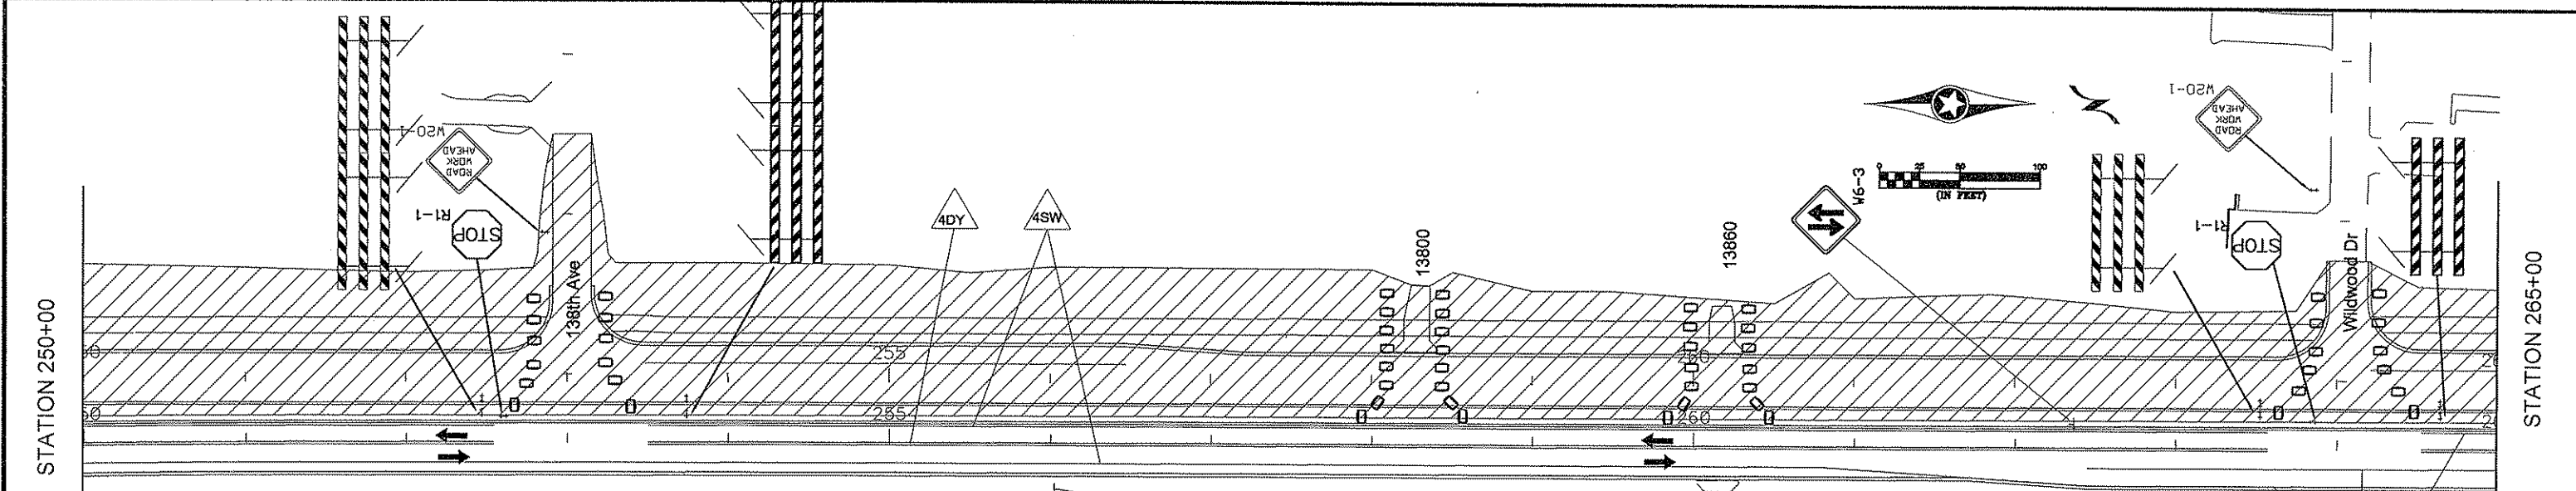 STATION 250+00
W20-1
ROAD
WORK
AHEAD
R1-1
STOP
138th Ave
4DY
4SW
255
255
13800
13860
260
260
W6-3
0 25 50 100
(IN FEET)
W20-1
ROAD
WORK
AHEAD
R1-1
STOP
Wildwood Dr
STATION 265+00